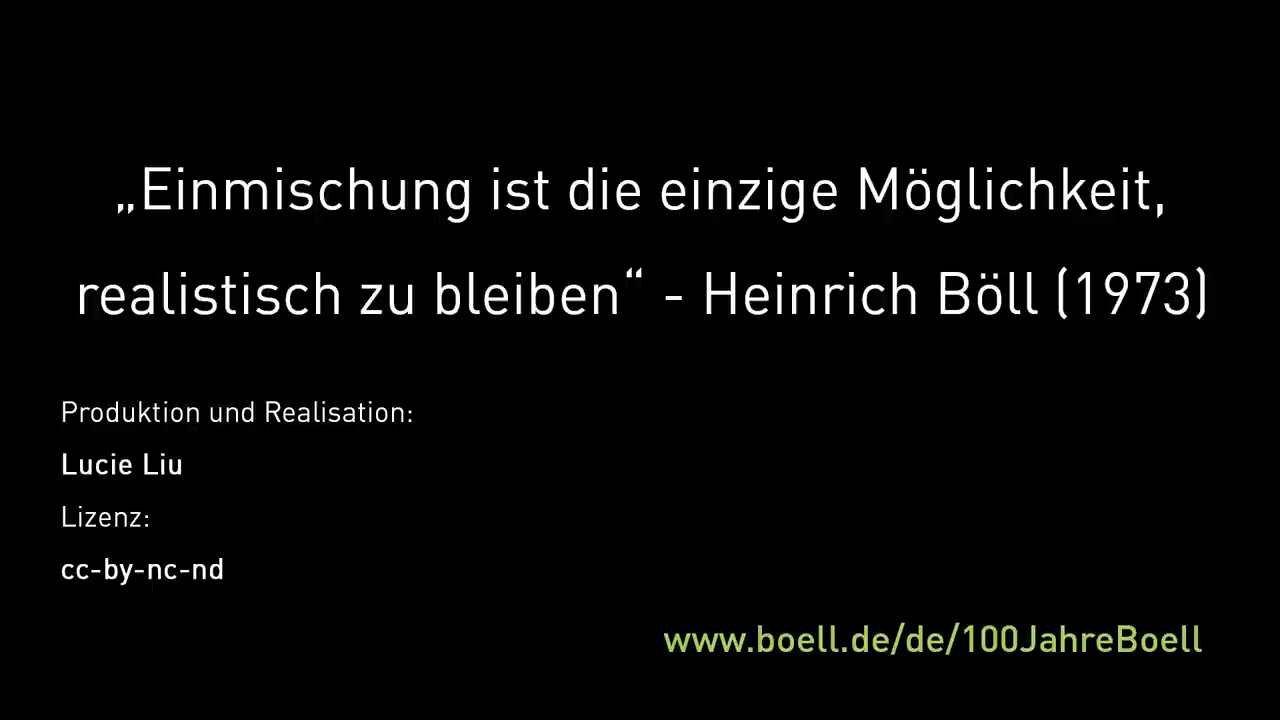 „Einmischung ist die einzige Möglichkeit,
realistisch zu bleiben“ - Heinrich Böll (1973)
Produktion und Realisation:
Lucie Liu
Lizenz:
cc-by-nc-nd
www.boell.de/de/100JahreBoell